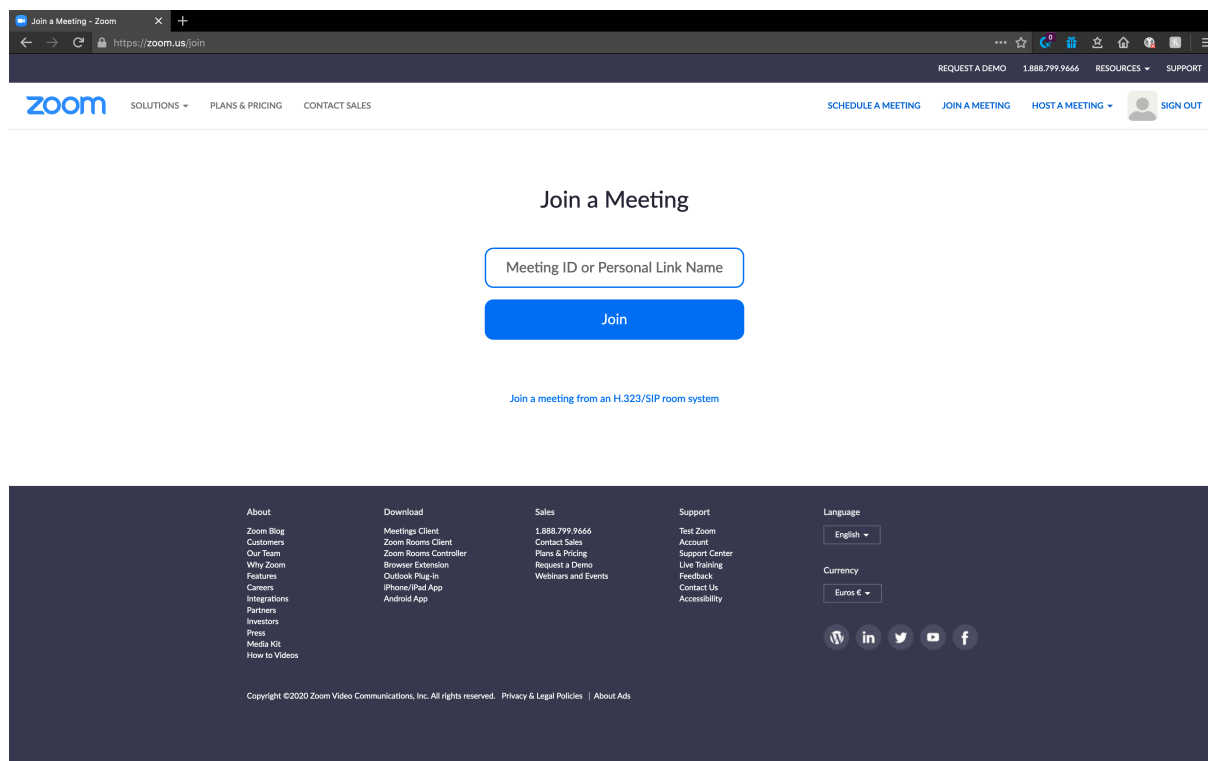 Join a Meeting - Zoom
https://zoom.us/join
0
REQUEST A DEMO 1.888.799.9666 RESOURCES SUPPORT
zoom SOLUTIONS PLANS & PRICING CONTACT SALES SCHEDULE A MEETING JOIN A MEETING HOST A MEETING SIGN OUT
Join a Meeting
Meeting ID or Personal Link Name
Join
Join a meeting from an H.323/SIP room system
About
Zoom Blog
Customers
Our Team
Why Zoom
Features
Careers
Integrations
Partners
Investors
Press
Media Kit
How to Videos
Download
Meetings Client
Zoom Rooms Client
Zoom Rooms Controller
Browser Extension
Outlook Plug-in
iPhone/iPad App
Android App
Sales
1.888.799.9666
Contact Sales
Plans & Pricing
Request a Demo
Webinars and Events
Support
Test Zoom
Account
Support Center
Live Training
Feedback
Contact Us
Accessibility
Language
English
Currency
Euros €
Copyright ©2020 Zoom Video Communications, Inc. All rights reserved. Privacy & Legal Policies | About Ads